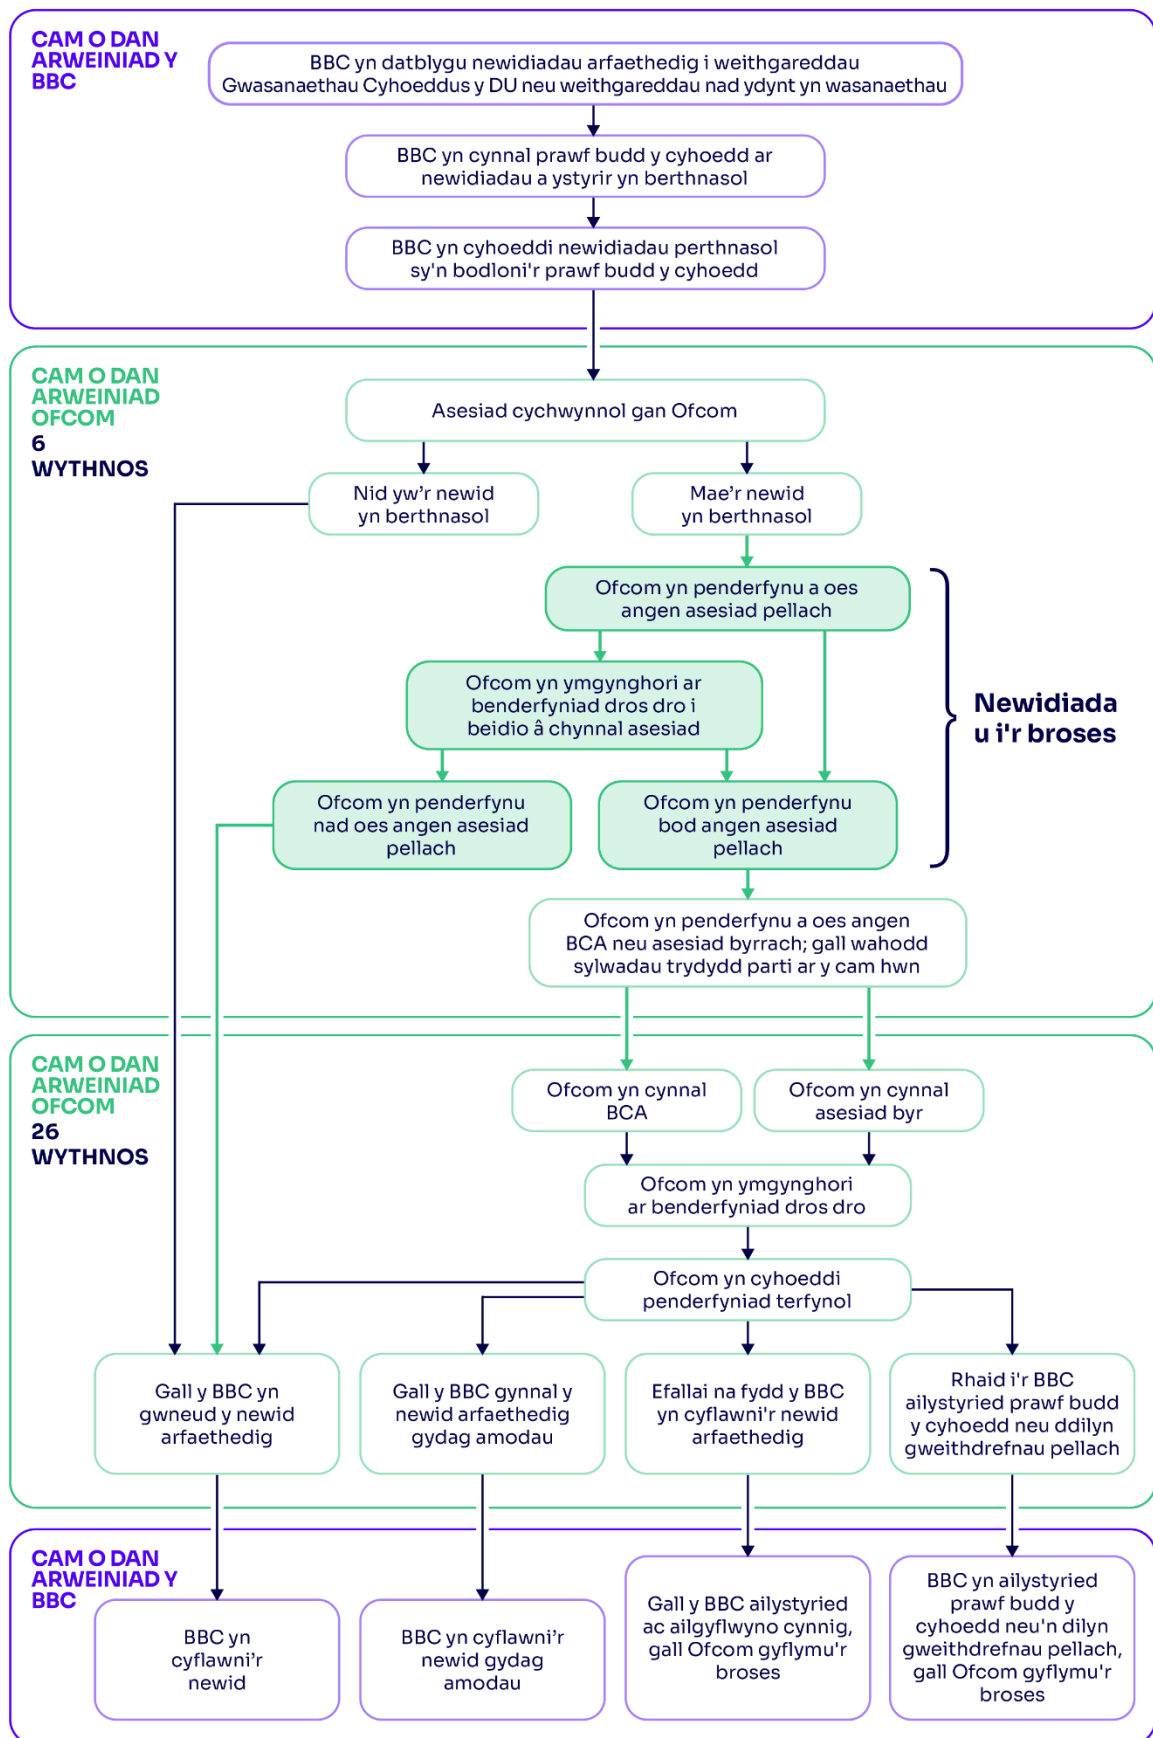 CAM O DAN
ARWEINIAD Y
BBC
BBC yn datblygu newidiadau arfaethedig i weithgareddau
Gwasanaethau Cyhoeddus y DU neu weithgareddau nad ydynt yn wasanaethau
BBC yn cynnal prawf budd y cyhoedd ar
newidiadau a ystyrir yn berthnasol
BBC yn cyhoeddi newidiadau perthnasol
sy'n bodloni'r prawf budd y cyhoedd
CAM O DAN
ARWEINIAD
OFCOM
6
WYTHNOS
Asesiad cychwynnol gan Ofcom
Nid yw’r newid
yn berthnasol
Mae’r newid
yn berthnasol
Ofcom yn penderfynu a oes
angen asesiad pellach
Ofcom yn ymgynghori ar
benderfyniad dros dro i
beidio â chynnal asesiad
Newidiada
u i'r broses
Ofcom yn penderfynu
nad oes angen asesiad
pellach
Ofcom yn penderfynu
bod angen asesiad
pellach
Ofcom yn penderfynu a oes angen
BCA neu asesiad byrrach; gall wahodd
sylwadau trydydd parti ar y cam hwn
CAM O DAN
ARWEINIAD
OFCOM
26
WYTHNOS
Ofcom yn cynnal
BCA
Ofcom yn cynnal
asesiad byr
Ofcom yn ymgynghori
ar benderfyniad dros dro
Ofcom yn cyhoeddi
penderfyniad terfynol
Gall y BBC yn
gwneud y newid
arfaethedig
Gall y BBC gynnal y
newid arfaethedig
gydag amodau
Efallai na fydd y BBC
yn cyflawni'r newid
arfaethedig
Rhaid i'r BBC
ailystyried prawf budd
y cyhoedd neu ddilyn
gweithdrefnau pellach
CAM O DAN
ARWEINIAD Y
BBC
BBC yn
cyflawni’r
newid
BBC yn cyflawni’r
newid gydag
amodau
Gall y BBC ailystyried
ac ailgyflwyno cynnig,
gall Ofcom gyflymu'r
broses
BBC yn ailystyried
prawf budd y
cyhoedd neu'n dilyn
gweithdrefnau pellach,
gall Ofcom gyflymu'r
broses